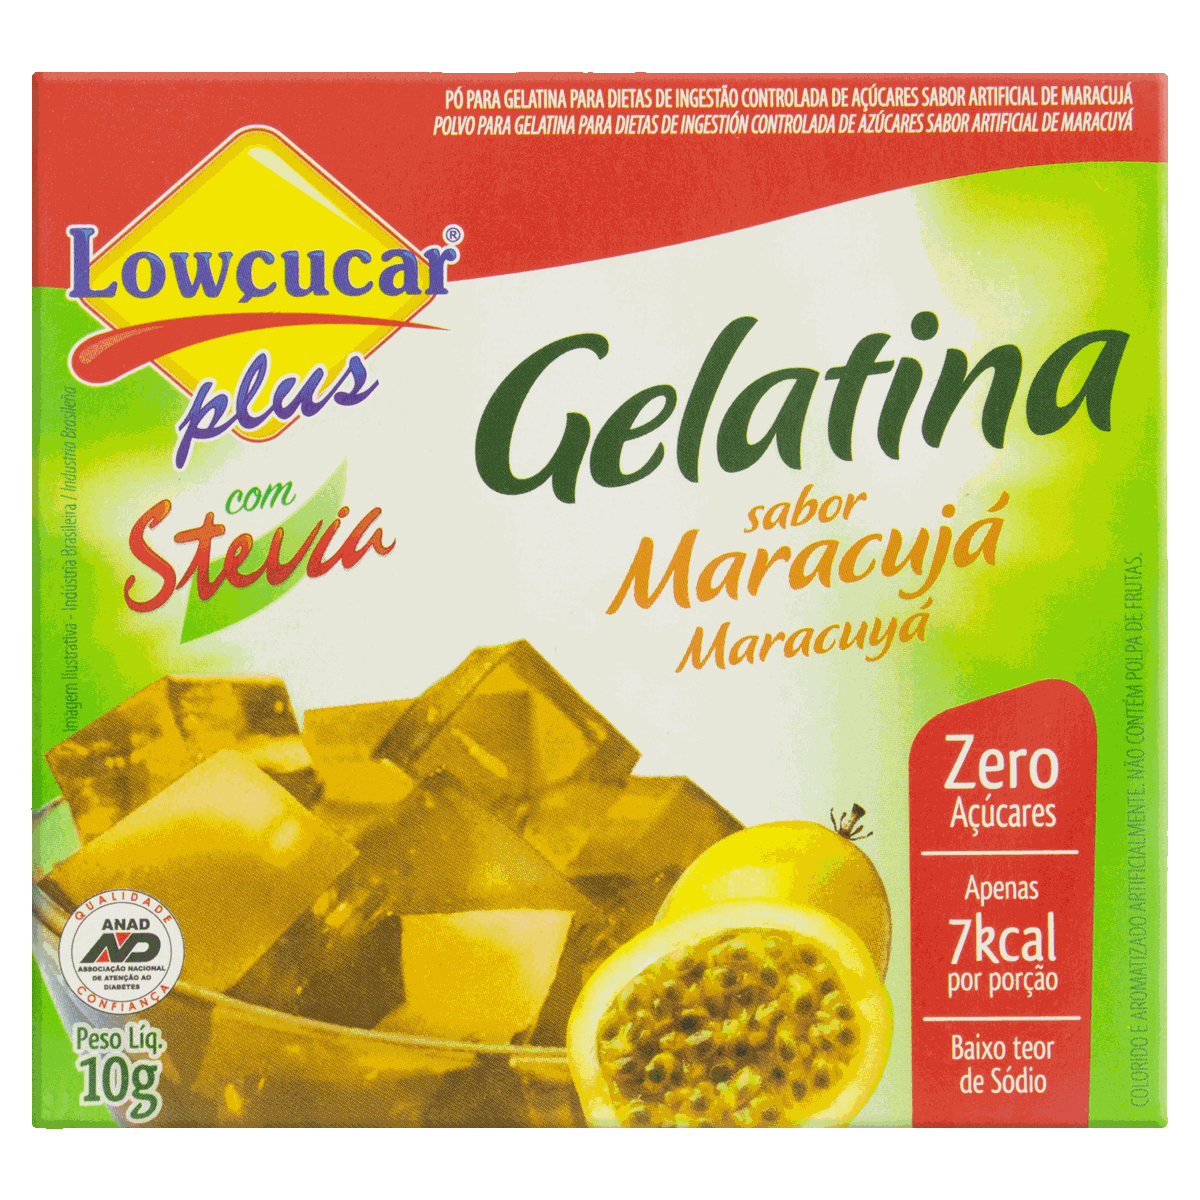 PÓ PARA GELATINA PARA DIETAS DE INGESTÃO CONTROLADA DE AÇÚCARES SABOR ARTIFICIAL DE MARACUJÁ
POLVO PARA GELATINA PARA DIETAS DE INGESTIÓN CONTROLADA DE AZÚCARES SABOR ARTIFICIAL DE MARACUYÁ
Lowçucar®
plus
com
Stevia
Gelatina
sabor
Maracujá
Maracuyá
Imagem Ilustrativa - Indústria Brasileira / Industria Brasileña
Zero
Açúcares
Apenas
7kcal
por porção
Baixo teor
de Sódio
QUALIDADE
ANAD
ASSOCIAÇÃO NACIONAL
DE ATENÇÃO AO
DIABETES
CONFIANÇA
Peso Líq.
10g
COLORIDO E AROMATIZADO ARTIFICIALMENTE. NÃO CONTÉM POLPA DE FRUTAS.